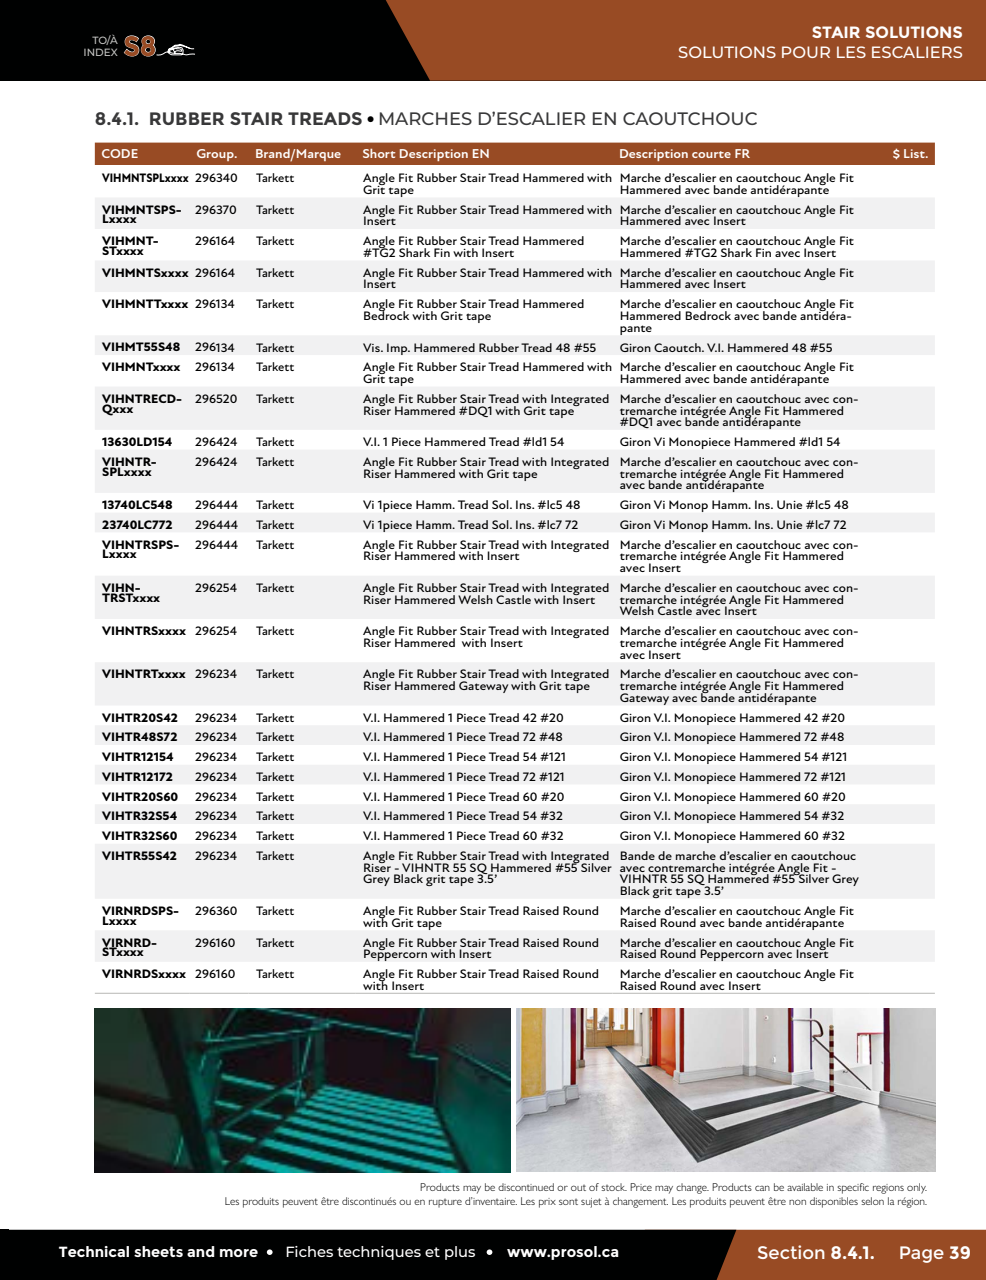 TO/À
INDEX S8
STAIR SOLUTIONS
SOLUTIONS POUR LES ESCALIERS
8.4.1. RUBBER STAIR TREADS • MARCHES D'ESCALIER EN CAOUTCHOUC
CODE Group. Brand/Marque Short Description EN Description courte FR $ List.
VIHMNTSPLxxxx 296340 Tarkett Angle Fit Rubber Stair Tread Hammered with Marche d'escalier en caoutchouc Angle Fit
Grit tape Hammered avec bande antidérapante
VIHMNTSPS- 296370 Tarkett Angle Fit Rubber Stair Tread Hammered with Marche d'escalier en caoutchouc Angle Fit
Lxxxx Insert Hammered avec Insert
VIHMNT- 296164 Tarkett Angle Fit Rubber Stair Tread Hammered Marche d'escalier en caoutchouc Angle Fit
STxxxx #TG2 Shark Fin with Insert Hammered #TG2 Shark Fin avec Insert
VIHMNTSxxxx 296164 Tarkett Angle Fit Rubber Stair Tread Hammered with Marche d'escalier en caoutchouc Angle Fit
Insert Hammered avec Insert
VIHMNTTxxxx 296134 Tarkett Angle Fit Rubber Stair Tread Hammered Marche d'escalier en caoutchouc Angle Fit
Bedrock with Grit tape Hammered Bedrock avec bande antidéra-
pante
VIHMT55S48 296134 Tarkett Vis. Imp. Hammered Rubber Tread 48 #55 Giron Caoutch. V.I. Hammered 48 #55
VIHMNTxxxx 296134 Tarkett Angle Fit Rubber Stair Tread Hammered with Marche d'escalier en caoutchouc Angle Fit
Grit tape Hammered avec bande antidérapante
VIHNTRECD- 296520 Tarkett Angle Fit Rubber Stair Tread with Integrated Marche d'escalier en caoutchouc avec con-
Qxxx Riser Hammered #DQ1 with Grit tape tremarche intégrée Angle Fit Hammered
#DQ1 avec bande antidérapante
13630LD154 296424 Tarkett V.I. 1 Piece Hammered Tread #ld1 54 Giron Vi Monopiece Hammered #ld1 54
VIHNTR- 296424 Tarkett Angle Fit Rubber Stair Tread with Integrated Marche d'escalier en caoutchouc avec con-
SPLxxxx Riser Hammered with Grit tape tremarche intégrée Angle Fit Hammered
avec bande antidérapante
13740LC548 296444 Tarkett Vi 1piece Hamm. Tread Sol. Ins. #lc5 48 Giron Vi Monop Hamm. Ins. Unie #lc5 48
23740LC772 296444 Tarkett Vi 1piece Hamm. Tread Sol. Ins. #lc7 72 Giron Vi Monop Hamm. Ins. Unie #lc7 72
VIHNTRSPS- 296444 Tarkett Angle Fit Rubber Stair Tread with Integrated Marche d'escalier en caoutchouc avec con-
Lxxxx Riser Hammered with Insert tremarche intégrée Angle Fit Hammered
avec Insert
VIHN- 296254 Tarkett Angle Fit Rubber Stair Tread with Integrated Marche d'escalier en caoutchouc avec con-
TRSTxxxx Riser Hammered Welsh Castle with Insert tremarche intégrée Angle Fit Hammered
Welsh Castle avec Insert
VIHNTRSxxxx 296254 Tarkett Angle Fit Rubber Stair Tread with Integrated Marche d'escalier en caoutchouc avec con-
Riser Hammered with Insert tremarche intégrée Angle Fit Hammered
avec Insert
VIHNTRTxxxx 296234 Tarkett Angle Fit Rubber Stair Tread with Integrated Marche d'escalier en caoutchouc avec con-
Riser Hammered Gateway with Grit tape tremarche intégrée Angle Fit Hammered
Gateway avec bande antidérapante
VIHTR20S42 296234 Tarkett V.I. Hammered 1 Piece Tread 42 #20 Giron V.I. Monopiece Hammered 42 #20
VIHTR48S72 296234 Tarkett V.I. Hammered 1 Piece Tread 72 #48 Giron V.I. Monopiece Hammered 72 #48
VIHTR12154 296234 Tarkett V.I. Hammered 1 Piece Tread 54 #121 Giron V.I. Monopiece Hammered 54 #121
VIHTR12172 296234 Tarkett V.I. Hammered 1 Piece Tread 72 #121 Giron V.I. Monopiece Hammered 72 #121
VIHTR20S60 296234 Tarkett V.I. Hammered 1 Piece Tread 60 #20 Giron V.I. Monopiece Hammered 60 #20
VIHTR32S54 296234 Tarkett V.I. Hammered 1 Piece Tread 54 #32 Giron V.I. Monopiece Hammered 54 #32
VIHTR32S60 296234 Tarkett V.I. Hammered 1 Piece Tread 60 #32 Giron V.I. Monopiece Hammered 60 #32
VIHTR55S42 296234 Tarkett Angle Fit Rubber Stair Tread with Integrated Bande de marche d'escalier en caoutchouc
Riser - VIHNTR 55 SQ Hammered #55 Silver avec contremarche intégrée Angle Fit -
Grey Black grit tape 3.5' VIHNTR 55 SQ Hammered #55 Silver Grey
Black grit tape 3.5'
VIRNRDSPS- 296360 Tarkett Angle Fit Rubber Stair Tread Raised Round Marche d'escalier en caoutchouc Angle Fit
Lxxxx with Grit tape Raised Round avec bande antidérapante
VIRNRD- 296160 Tarkett Angle Fit Rubber Stair Tread Raised Round Marche d'escalier en caoutchouc Angle Fit
STxxxx Peppercorn with Insert Raised Round Peppercorn avec Insert
VIRNRDSxxxx 296160 Tarkett Angle Fit Rubber Stair Tread Raised Round Marche d'escalier en caoutchouc Angle Fit
with Insert Raised Round avec Insert
Products may be discontinued or out of stock. Price may change. Products can be available in specific regions only.
Les produits peuvent être discontinués ou en rupture d'inventaire. Les prix sont sujet à changement. Les produits peuvent être non disponibles selon la région.
Technical sheets and more • Fiches techniques et plus • www.prosol.ca
Section 8.4.1. Page 39